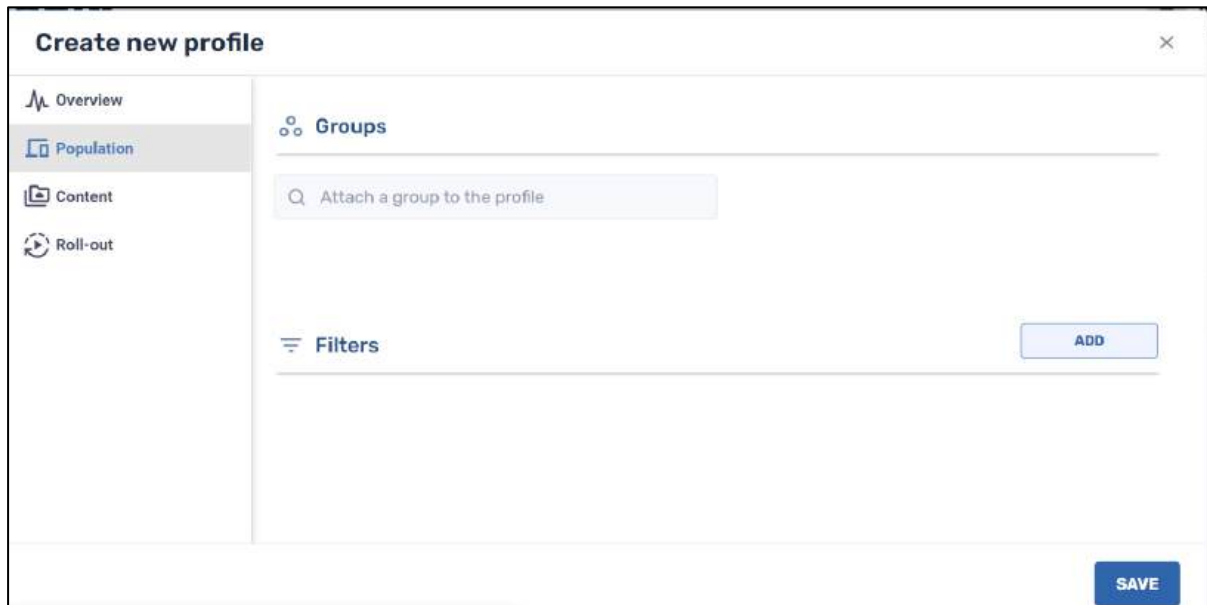 Create new profile
Overview
Population
Content
Roll-out
Groups
Attach a group to the profile
Filters
ADD
SAVE